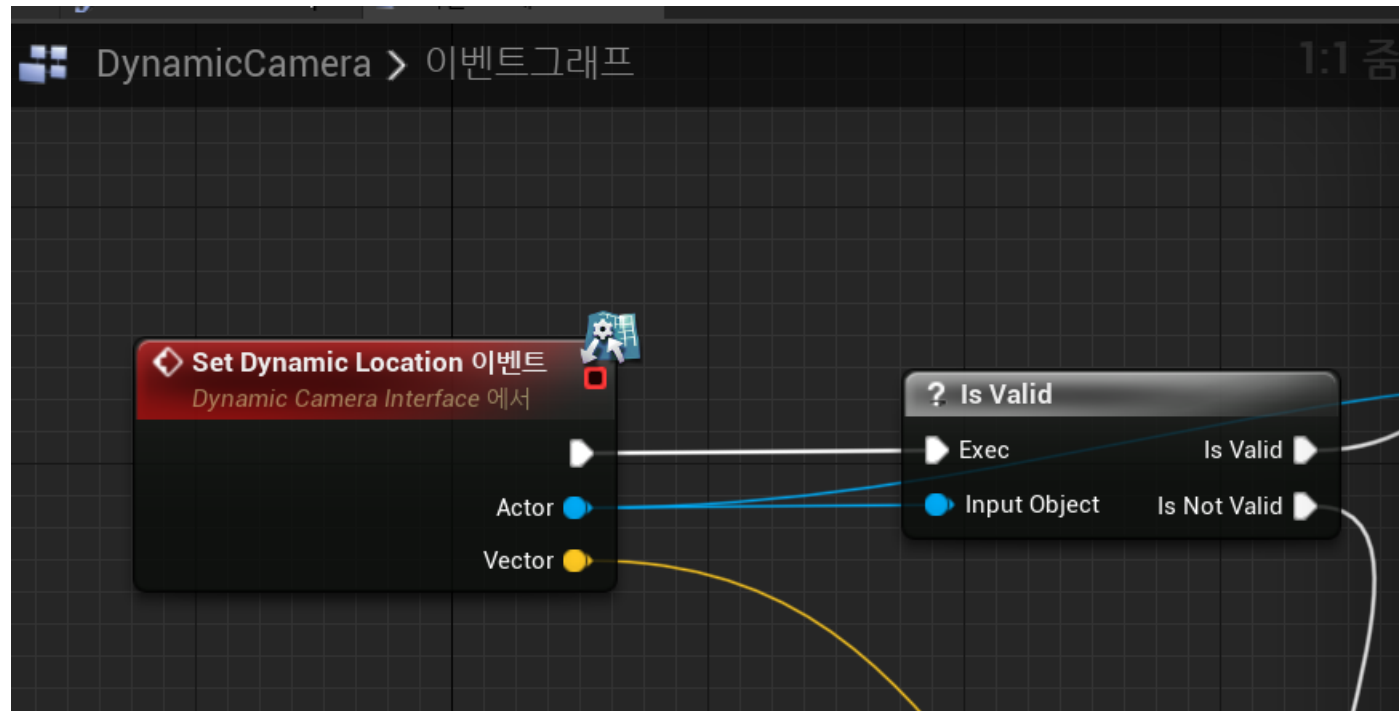 DynamicCamera > 이벤트그래프
1:1 줌
Set Dynamic Location 이벤트
Dynamic Camera Interface 에서
Is Valid
Exec
Is Valid
Actor
Input Object
Is Not Valid
Vector